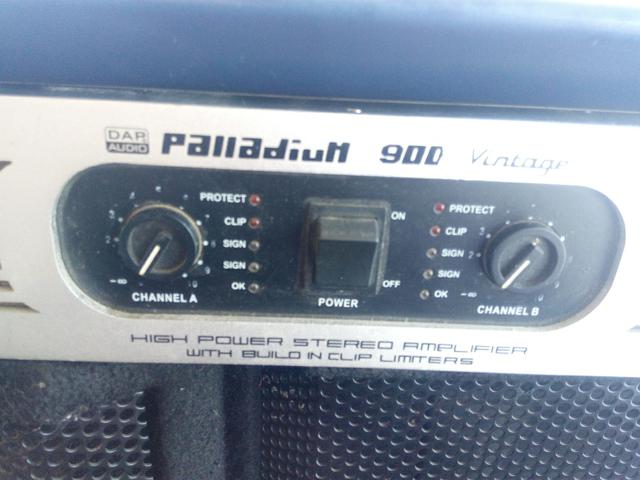 DAP AUDIO
Palladium 900 Vintage
PROTECT
CLIP
SIGN
SIGN
OK
CHANNEL A
ON
OFF
POWER
PROTECT
CLIP
SIGN
SIGN
OK
CHANNEL B
HIGH POWER STEREO AMPLIFIER
WITH BUILD IN CLIP LIMITERS